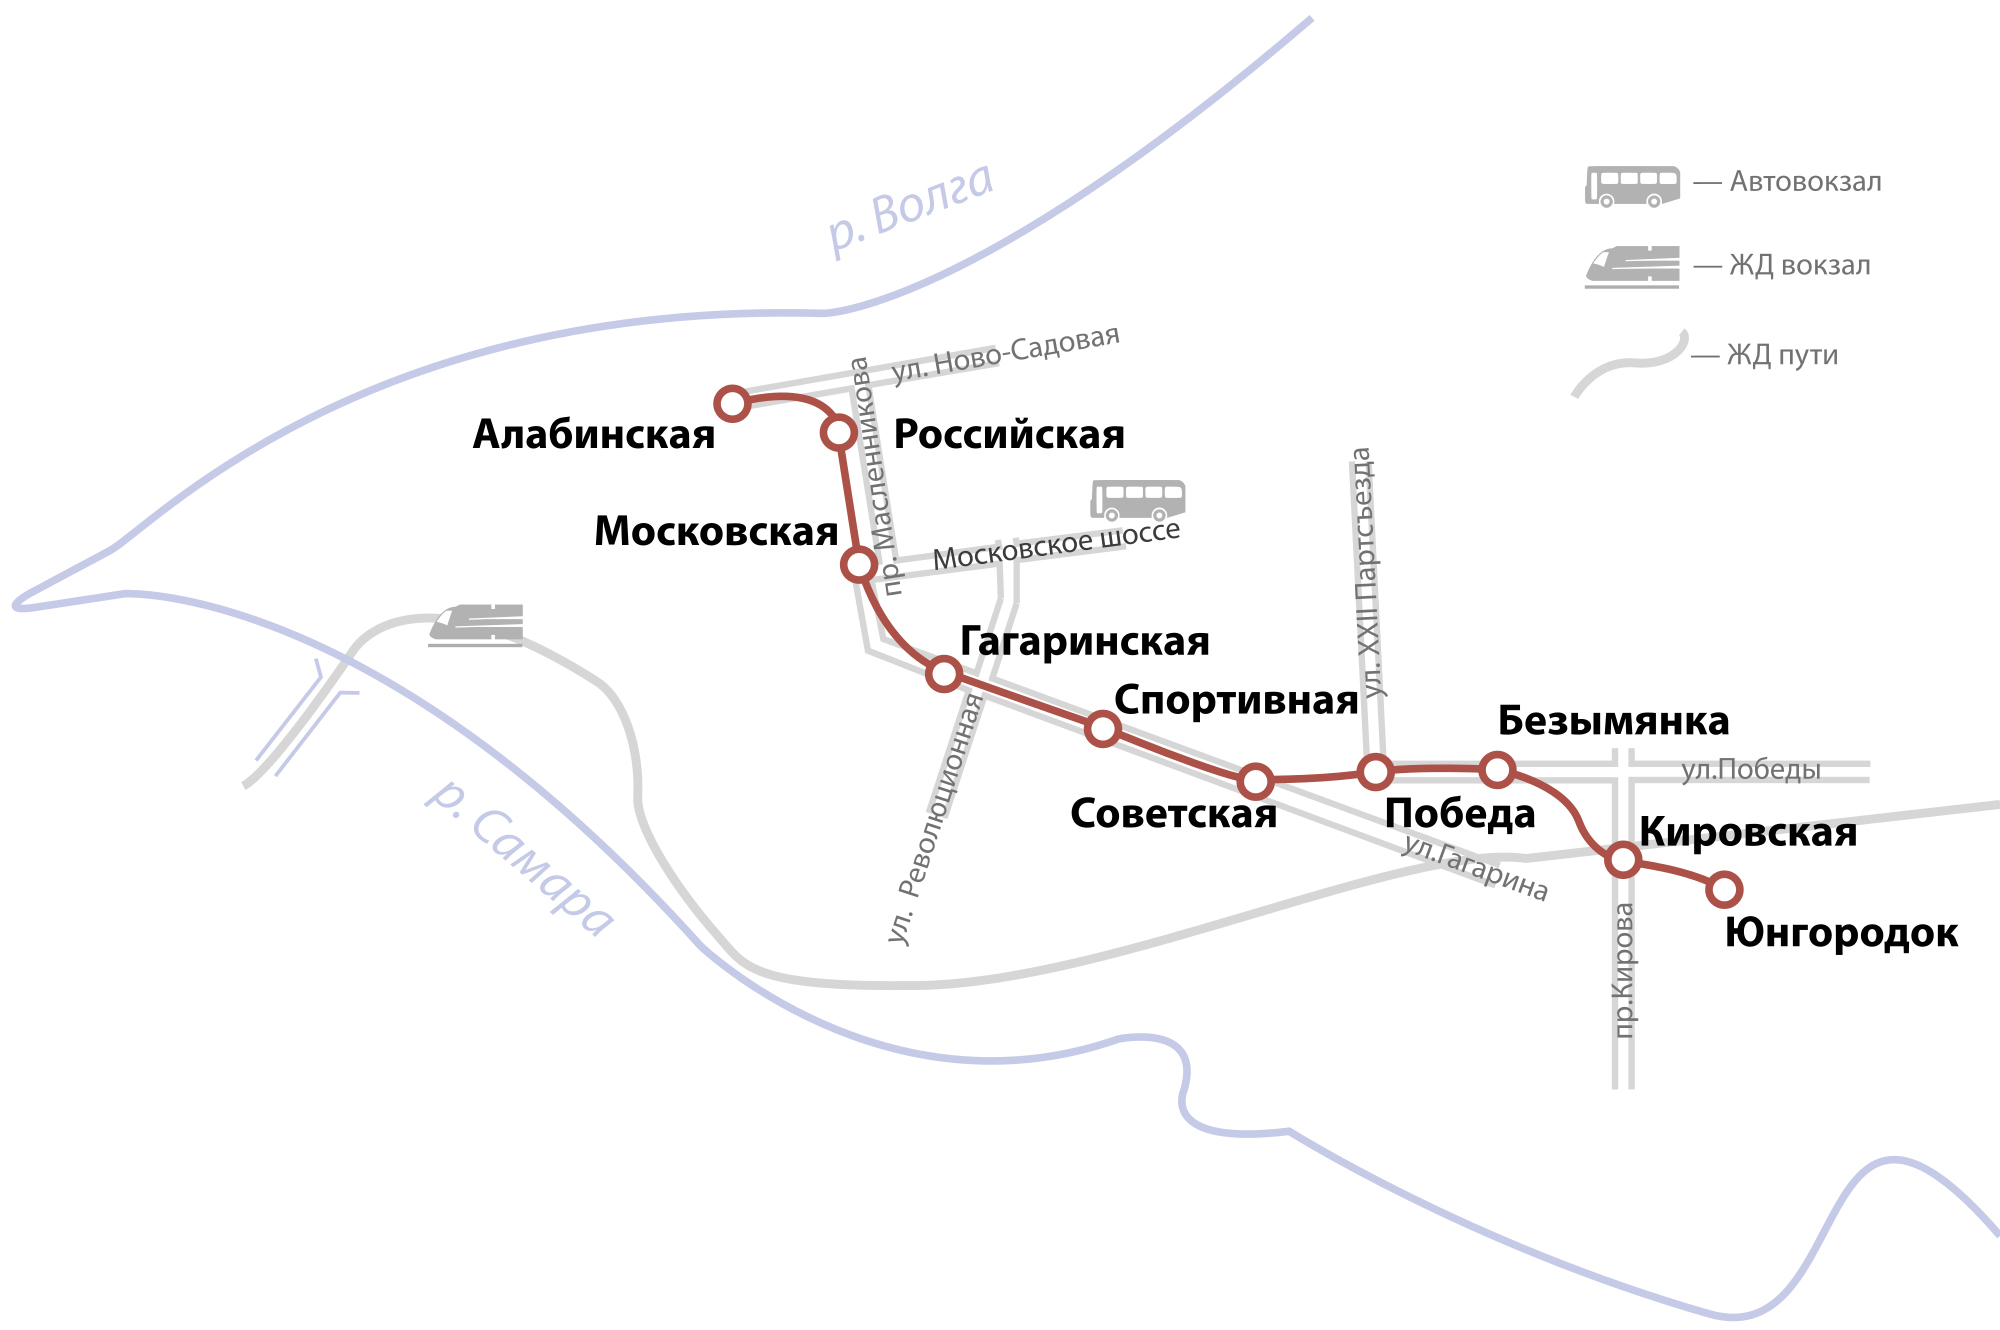 р. Волга
— Автовокзал
— ЖД вокзал
— ЖД пути
ул. Ново-Садовая
пр. Масленникова
Алабинская
Российская
Московская
Московское шоссе
ул. XXII Партсъезда
Гагаринская
Спортивная
Безымянка
ул. Революционная
ул.Победы
Советская
Победа
Кировская
р. Самара
ул.Гагарина
Юнгородок
пр.Кирова